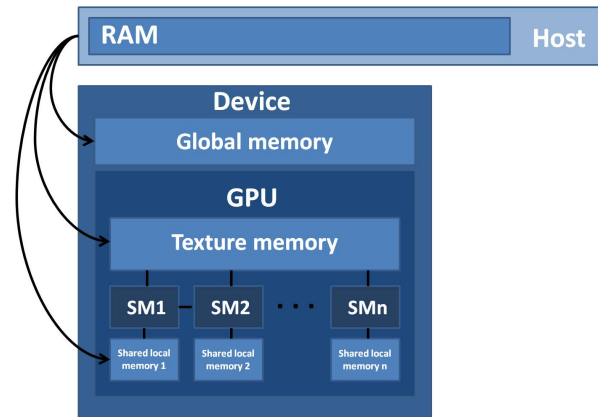 RAM
Host
Device
Global memory
GPU
Texture memory
SM1
SM2
· · ·
SMn
Shared local
memory 1
Shared local
memory 2
Shared local
memory n